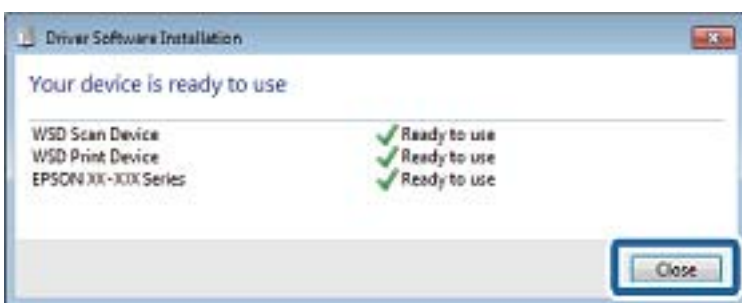 Driver Software Installation
Your device is ready to use
WSD Scan Device Ready to use
WSD Print Device Ready to use
EPSON XX-XXX Series Ready to use
Close